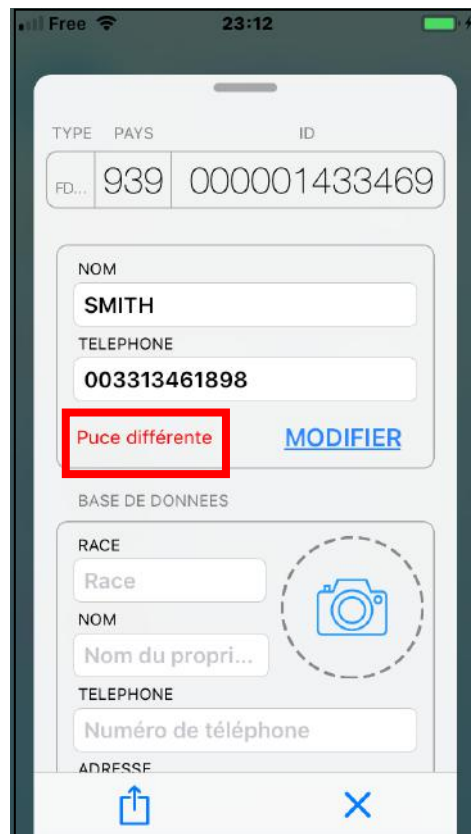 Free 23:12
TYPE PAYS ID
FD... 939 000001433469
NOM
SMITH
TELEPHONE
003313461898
Puce différente MODIFIER
BASE DE DONNEES
RACE
Race
NOM
Nom du propri...
TELEPHONE
Numéro de téléphone
ADRESSE